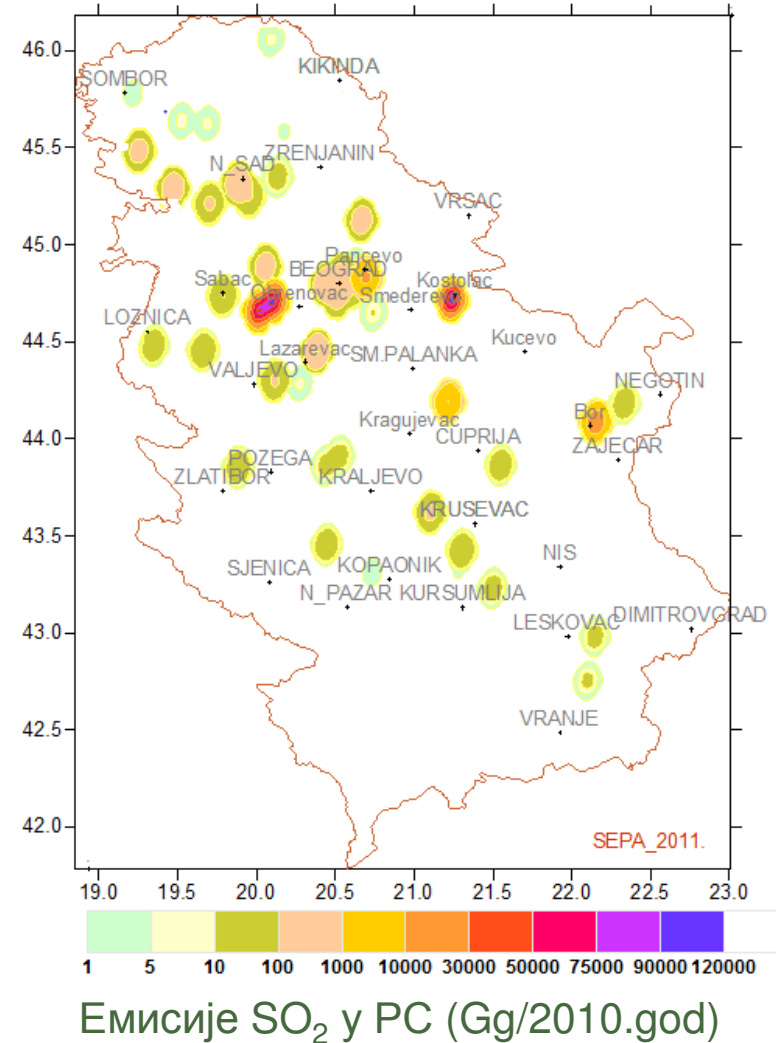 46.0
KIKINDA
SOMBOR
45.5
ZRENJANIN
N_SAD
VRSAC
45.0
Pancevo
BEOGRAD
Sabac
Kostolac
Obrenovac
Smederevo
LOZNICA
44.5
Kucevo
Lazarevac
SM.PALANKA
VALJEVO
NEGOTIN
Bor
44.0
Kragujevac
CUPRIJA
ZAJECAR
POZEGA
ZLATIBOR
KRALJEVO
KRUSEVAC
43.5
NIS
SJENICA
KOPAONIK
N_PAZAR
KURSUMLIJA
43.0
LESKOVAC
DIMITROVGRAD
42.5
VRANJE
42.0
SEPA_2011.
19.0 19.5 20.0 20.5 21.0 21.5 22.0 22.5 23.0
1 5 10 100 1000 10000 30000 50000 75000 90000 120000
Емисије SO₂ у РС (Gg/2010.god)